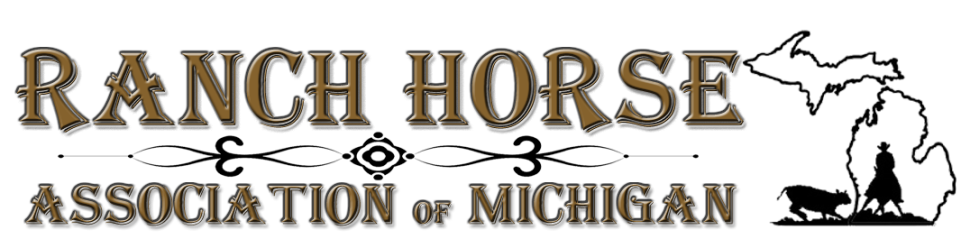 RANCH HORSE
ASSOCIATION OF MICHIGAN